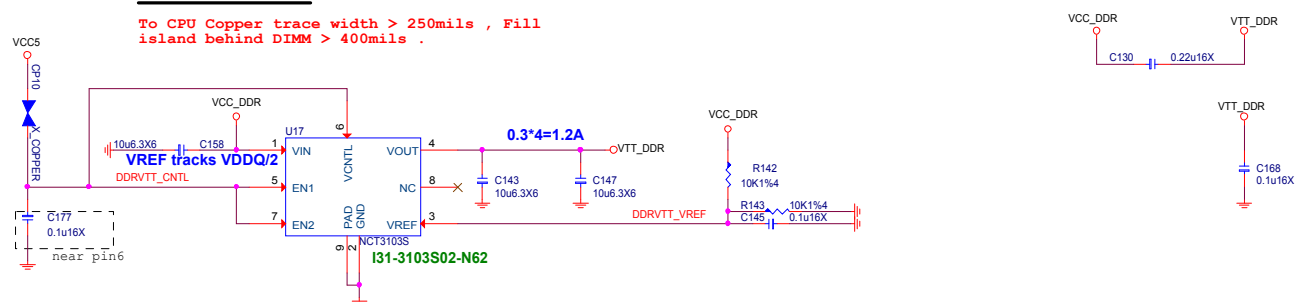 To CPU Copper trace width > 250mils , Fill
island behind DIMM > 400mils .
VCC5
CP10
X_COPPER
VCC_DDR
10u6.3X6
C158
VREF tracks VDDQ/2
DDRVTT_CNTL
C177
0.1u16X
near pin6
U17
6
1
VIN
VCNTL
VOUT
4
5
EN1
NC
8
7
EN2
PAD
GND
VREF
3
9
2
NCT3103S
I31-3103S02-N62
0.3*4=1.2A
VTT_DDR
C143
10u6.3X6
C147
10u6.3X6
DDRVTT_VREF
VCC_DDR
R142
10K1%4
R143
10K1%4
C145
0.1u16X
VCC_DDR
VTT_DDR
C130
0.22u16X
VTT_DDR
C168
0.1u16X